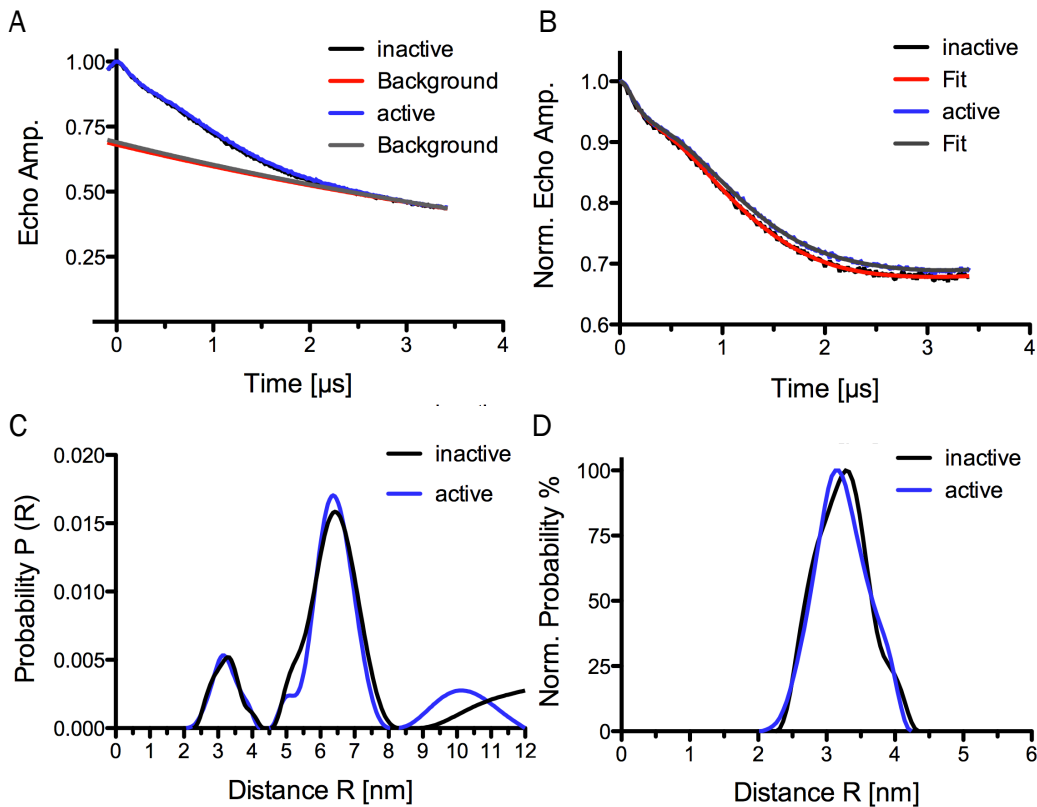 A
inactive
Background
active
Background
1.00
0.75
0.50
0.25
Echo Amp.
0 1 2 3 4
Time [µs]
B
inactive
Fit
active
Fit
1.0
0.9
0.8
0.7
0.6
Norm. Echo Amp.
0 1 2 3 4
Time [µs]
C
inactive
active
0.020
0.015
0.010
0.005
0.000
Probability P (R)
0 1 2 3 4 5 6 7 8 9 10 11 12
Distance R [nm]
D
inactive
active
100
75
50
25
0
Norm. Probability %
0 1 2 3 4 5 6
Distance R [nm]